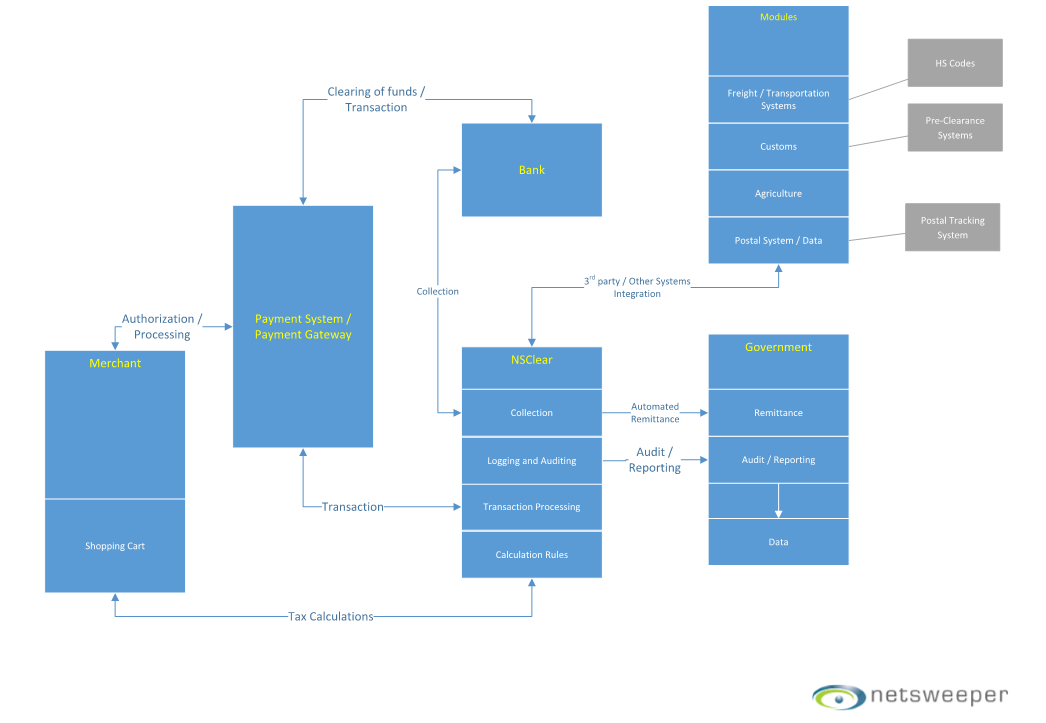 Modules
HS Codes
Clearing of funds /
Transaction
Freight / Transportation
Systems
Pre-Clearance
Systems
Customs
Bank
Agriculture
Postal Tracking
System
Postal System / Data
3rd party / Other Systems
Integration
Collection
Authorization /
Processing
Payment System /
Payment Gateway
Merchant
NSClear
Government
Collection
Automated
Remittance
Remittance
Logging and Auditing
Audit /
Reporting
Audit / Reporting
Transaction
Transaction Processing
Shopping Cart
Calculation Rules
Data
Tax Calculations
netsweeper